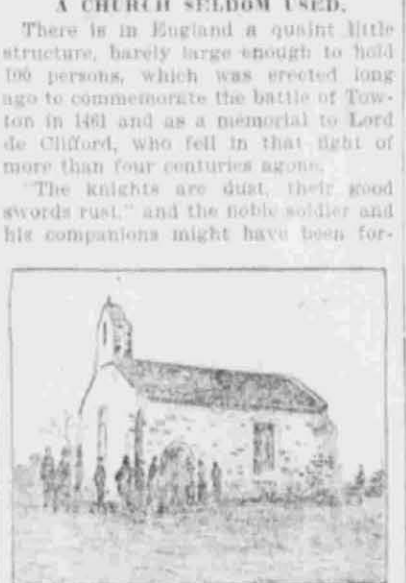 A CHURCH SELDOM USED.
There is in England a quaint little
structure, barely large enough to hold
100 persons, which was erected long
ago to commemorate the battle of Tow-
ton in 1461 and as a memorial to Lord
de Clifford, who fell in that fight of
more than four centuries agone.
"The knights are dust, their good
swords rust," and the noble soldier and
his companions might have been for-